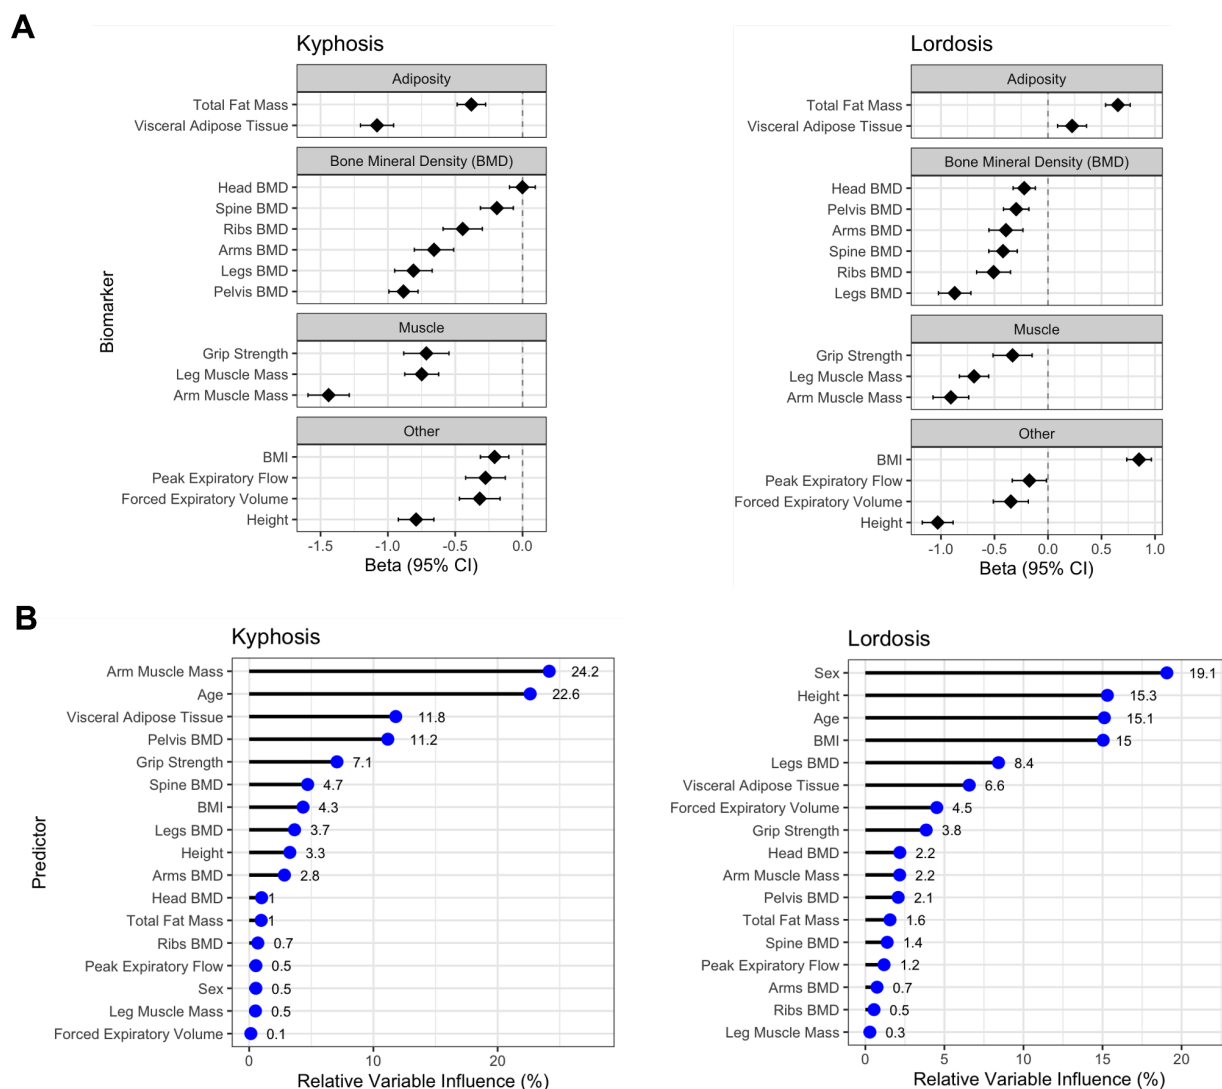 A
Kyphosis
Adiposity
Total Fat Mass
Visceral Adipose Tissue
Bone Mineral Density (BMD)
Head BMD
Spine BMD
Ribs BMD
Arms BMD
Legs BMD
Pelvis BMD
Muscle
Grip Strength
Leg Muscle Mass
Arm Muscle Mass
Other
BMI
Peak Expiratory Flow
Forced Expiratory Volume
Height
-1.5 -1.0 -0.5 0.0
Beta (95% CI)
Biomarker
Lordosis
Adiposity
Total Fat Mass
Visceral Adipose Tissue
Bone Mineral Density (BMD)
Head BMD
Pelvis BMD
Arms BMD
Spine BMD
Ribs BMD
Legs BMD
Muscle
Grip Strength
Leg Muscle Mass
Arm Muscle Mass
Other
BMI
Peak Expiratory Flow
Forced Expiratory Volume
Height
-1.0 -0.5 0.0 0.5 1.0
Beta (95% CI)
B
Kyphosis
Arm Muscle Mass 24.2
Age 22.6
Visceral Adipose Tissue 11.8
Pelvis BMD 11.2
Grip Strength 7.1
Spine BMD 4.7
BMI 4.3
Legs BMD 3.7
Height 3.3
Arms BMD 2.8
Head BMD 1
Total Fat Mass 1
Ribs BMD 0.7
Peak Expiratory Flow 0.5
Sex 0.5
Leg Muscle Mass 0.5
Forced Expiratory Volume 0.1
0 10 20
Relative Variable Influence (%)
Predictor
Lordosis
Sex 19.1
Height 15.3
Age 15.1
BMI 15
Legs BMD 8.4
Visceral Adipose Tissue 6.6
Forced Expiratory Volume 4.5
Grip Strength 3.8
Head BMD 2.2
Arm Muscle Mass 2.2
Pelvis BMD 2.1
Total Fat Mass 1.6
Spine BMD 1.4
Peak Expiratory Flow 1.2
Arms BMD 0.7
Ribs BMD 0.5
Leg Muscle Mass 0.3
0 5 10 15 20
Relative Variable Influence (%)